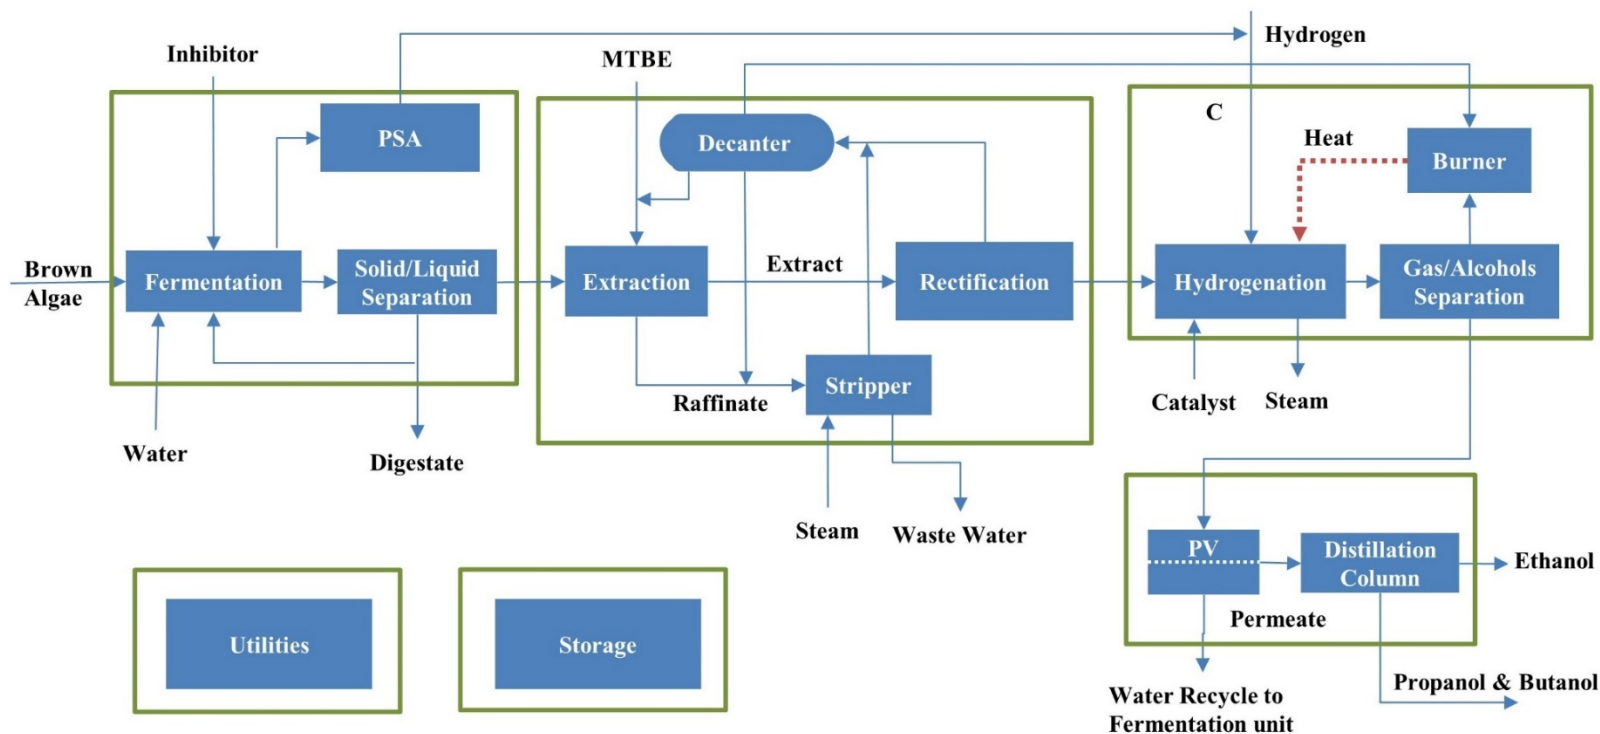 Hydrogen
Inhibitor
MTBE
C
PSA
Decanter
Heat
Burner
Brown
Algae
Fermentation
Solid/Liquid
Separation
Extraction
Extract
Rectification
Hydrogenation
Gas/Alcohols
Separation
Raffinate
Stripper
Catalyst
Steam
Water
Digestate
Steam
Waste Water
PV
Distillation
Column
Ethanol
Permeate
Utilities
Storage
Water Recycle to
Fermentation unit
Propanol & Butanol